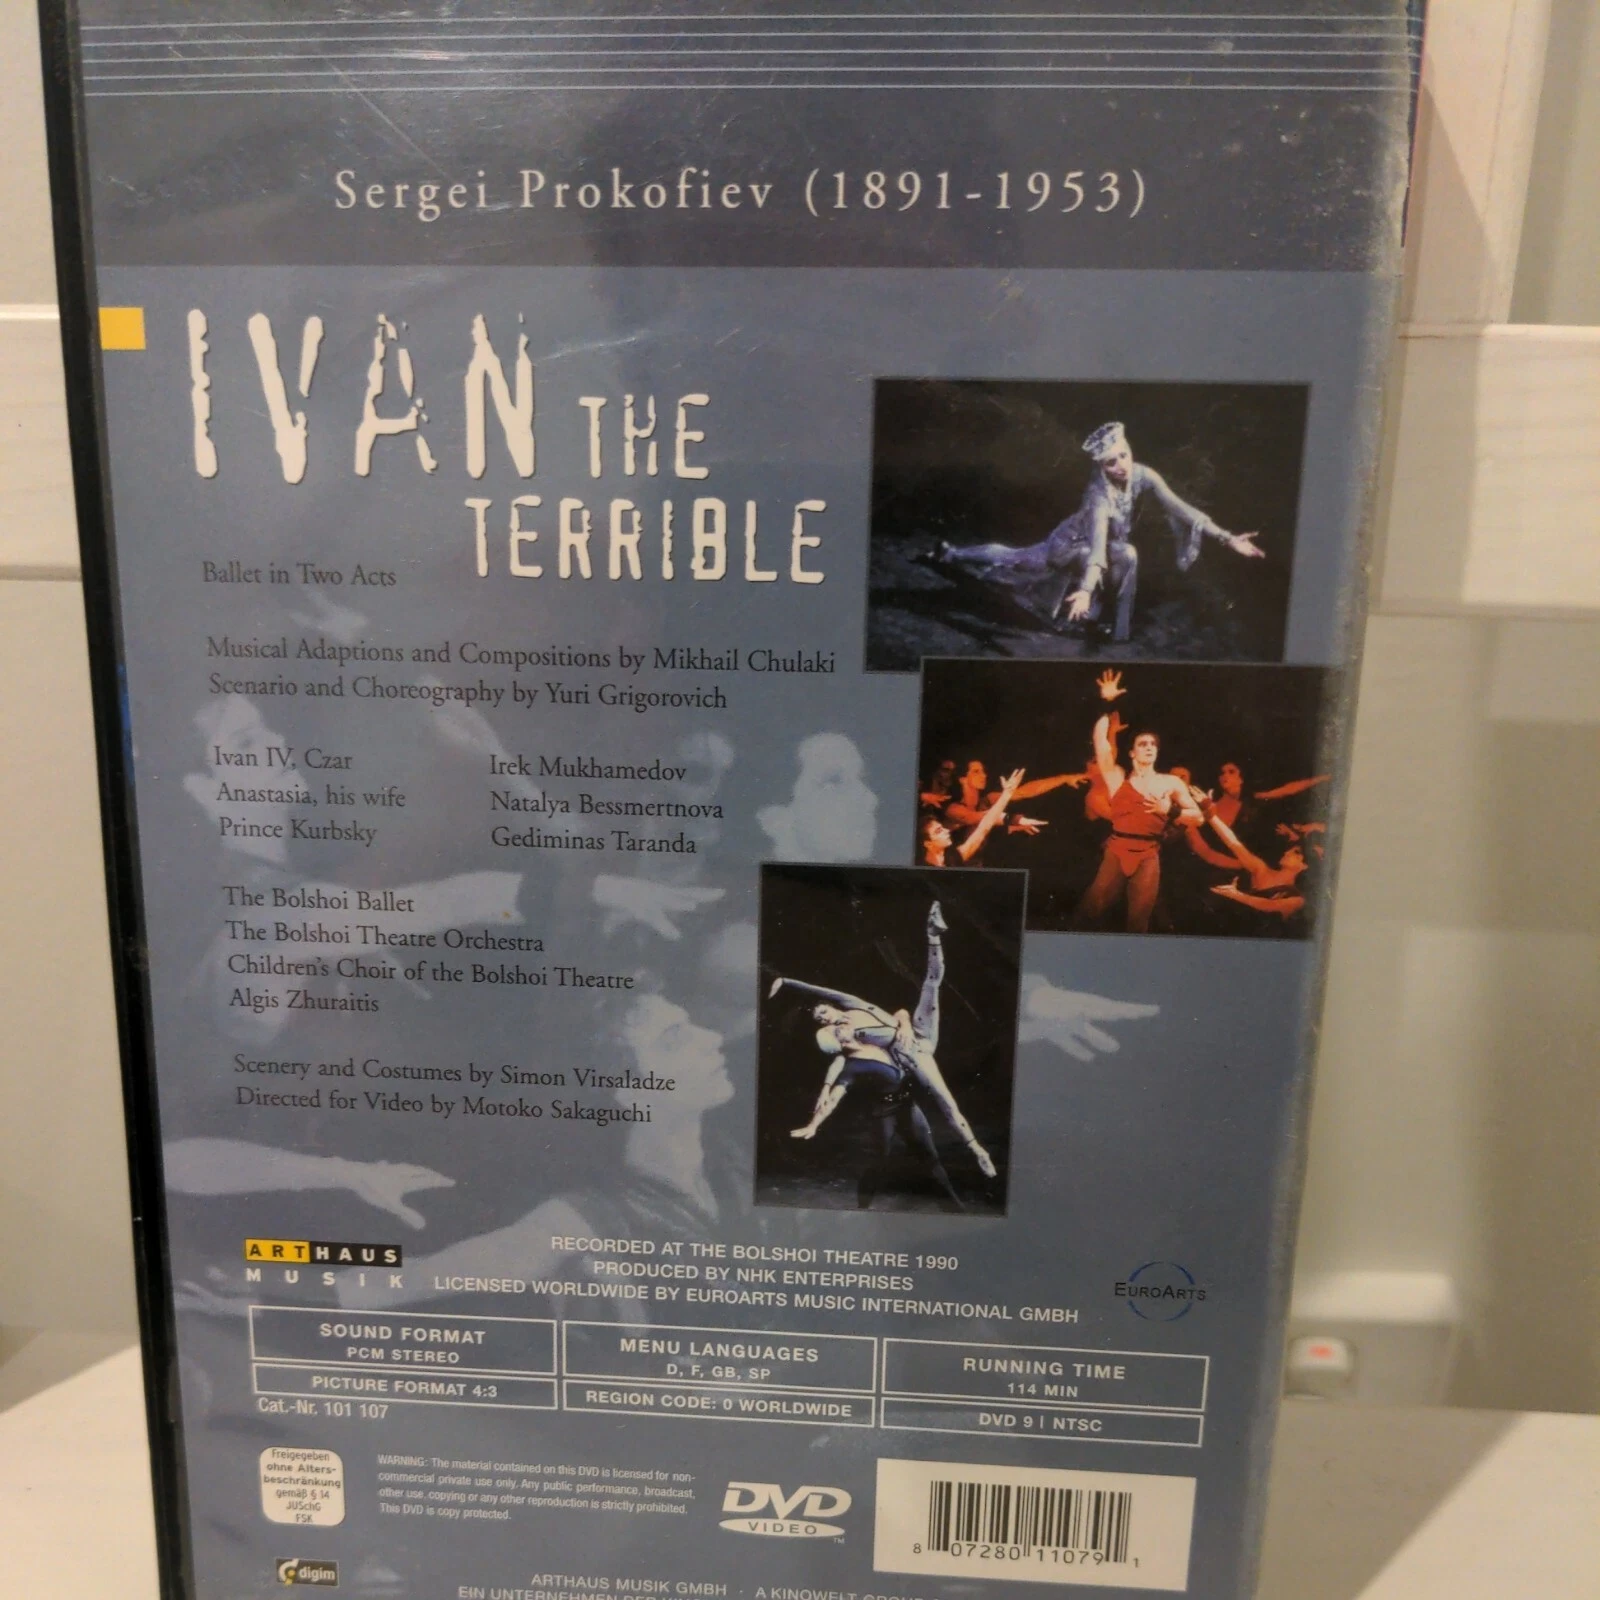 Sergei Prokofiev (1891-1953)
IVAN THE
TERRIBLE
Ballet in Two Acts
Musical Adaptions and Compositions by Mikhail Chulaki
Scenario and Choreography by Yuri Grigorovich
Ivan IV, Czar Irek Mukhamedov
Anastasia, his wife Natalya Bessmertnova
Prince Kurbsky Gediminas Taranda
The Bolshoi Ballet
The Bolshoi Theatre Orchestra
Children's Choir of the Bolshoi Theatre
Algis Zhuraitis
Scenery and Costumes by Simon Virsaladze
Directed for Video by Motoko Sakaguchi
ARTHAUS
MUSIK
RECORDED AT THE BOLSHOI THEATRE 1990
PRODUCED BY NHK ENTERPRISES
LICENSED WORLDWIDE BY EUROARTS MUSIC INTERNATIONAL GMBH
EUROARTS
SOUND FORMAT
PCM STEREO
PICTURE FORMAT 4:3
MENU LANGUAGES
D, F, GB, SP
REGION CODE: 0 WORLDWIDE
RUNNING TIME
114 MIN
DVD 9 | NTSC
Cat.-Nr. 101 107
Freigegeben
ohne Alters-
beschränkung
gemäß § 14
JUSchG
FSK
WARNING: The material contained on this DVD is licensed for non-
commercial private use only. Any public performance, broadcast,
other use, copying or any other reproduction is strictly prohibited.
This DVD is copy protected.
DVD
VIDEO
TM
8 07280 11079 1
digim
ARTHAUS MUSIK GMBH · A KINOWELT GROUP
EIN UNTERNEHMEN DER